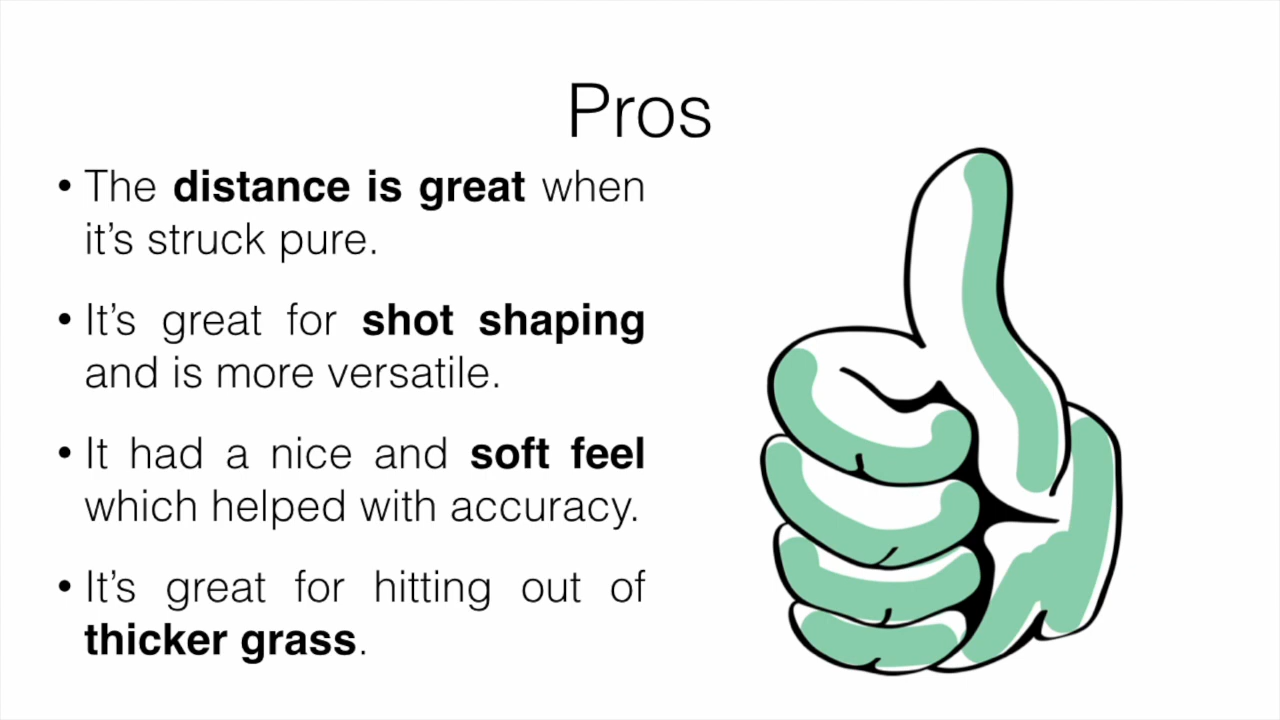 Pros
• The distance is great when
it’s struck pure.
• It’s great for shot shaping
and is more versatile.
• It had a nice and soft feel
which helped with accuracy.
• It’s great for hitting out of
thicker grass.